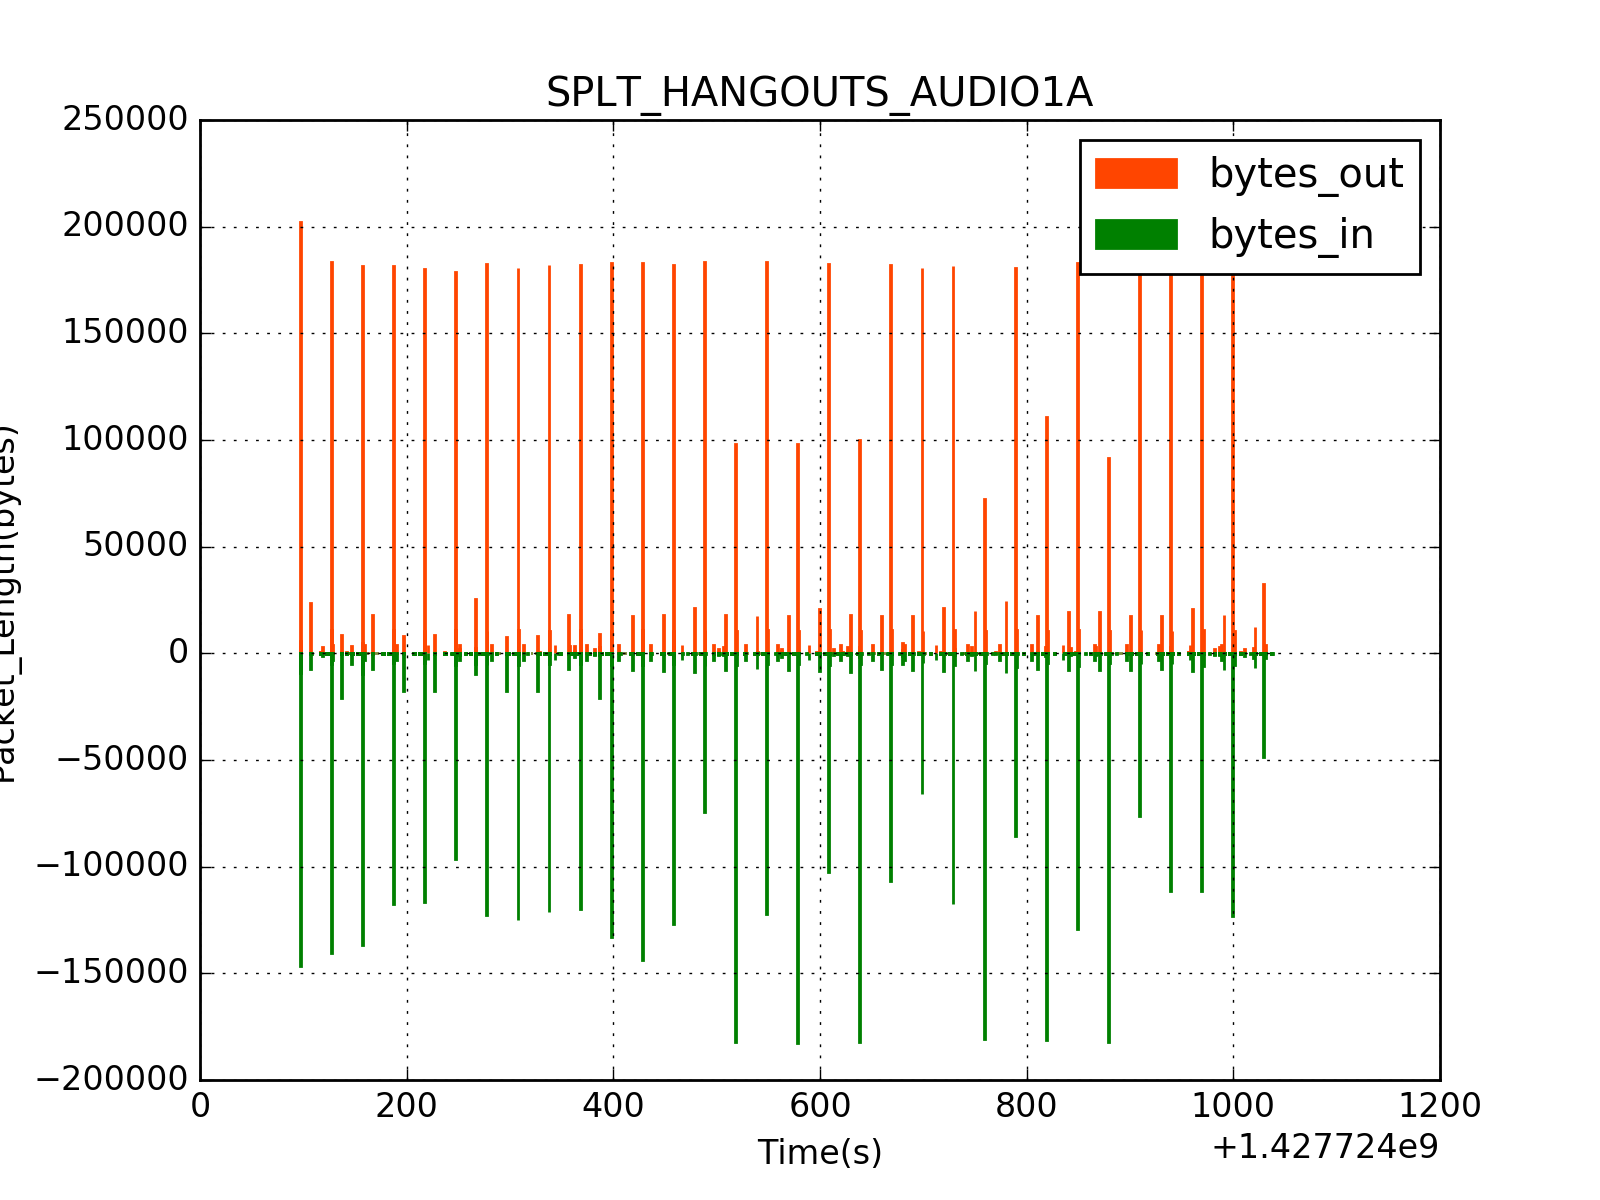 SPLT_HANGOUTS_AUDIO1A
250000
200000
150000
100000
50000
0
−50000
−100000
−150000
−200000
Packet_Length(bytes)
bytes_out
bytes_in
0 200 400 600 800 1000 1200
+1.427724e9
Time(s)